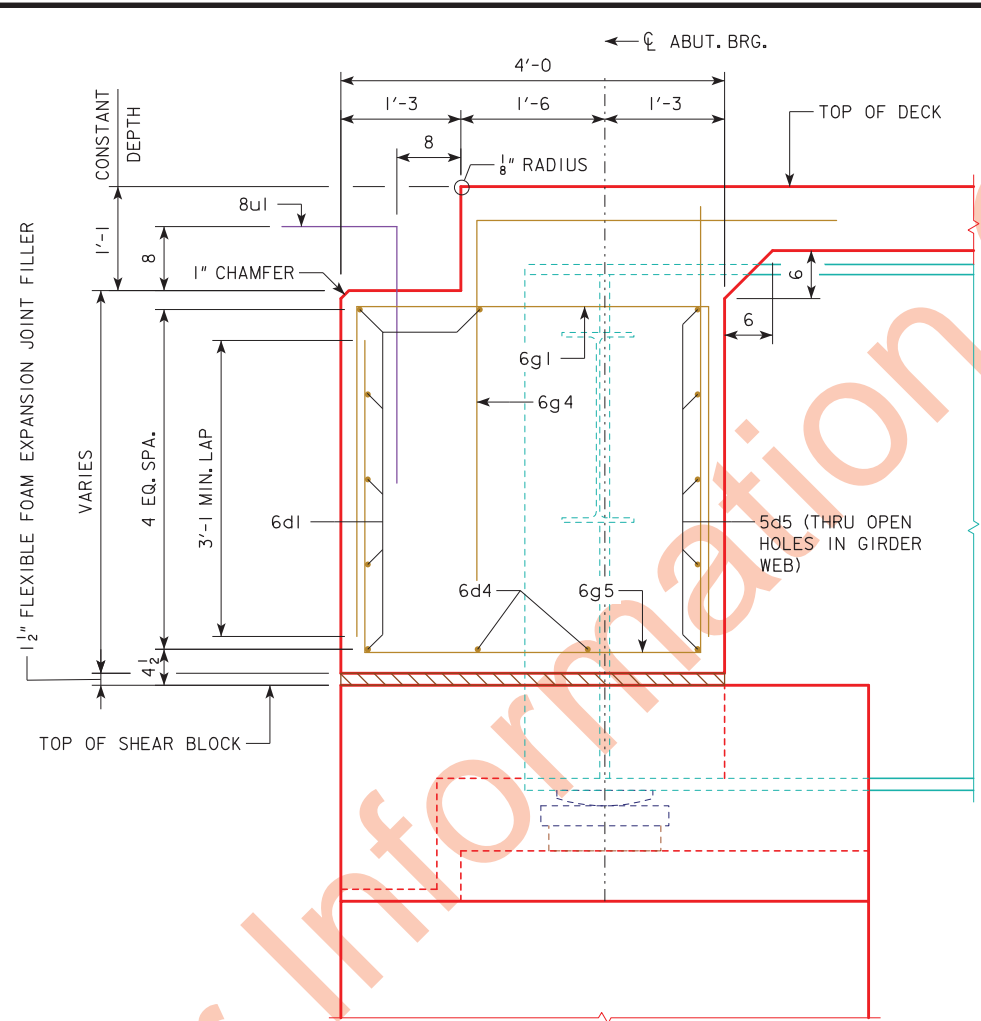 ℄ ABUT. BRG.
4'-0
1'-3
1'-6
1'-3
TOP OF DECK
CONSTANT
DEPTH
8
1/8" RADIUS
8u1
1'-1
8
1" CHAMFER
6
6
6g1
6g4
1 1/2" FLEXIBLE FOAM EXPANSION JOINT FILLER
VARIES
4 EQ. SPA.
3'-1 MIN. LAP
6d1
5d5 (THRU OPEN
HOLES IN GIRDER
WEB)
6d4
6g5
4 1/2
TOP OF SHEAR BLOCK
Information